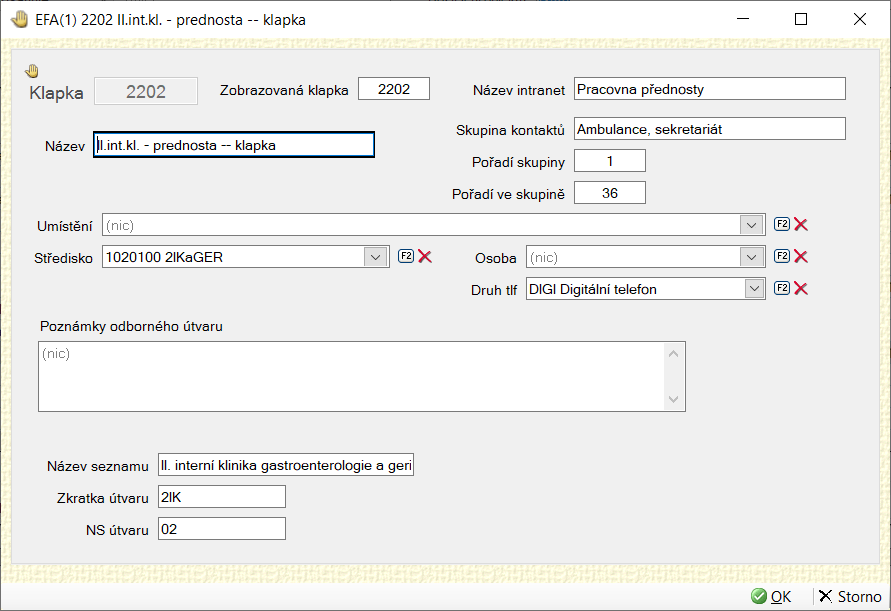 EFA(1) 2202 II.int.kl. - prednosta -- klapka
Klapka 2202 Zobrazovaná klapka 2202 Název intranet Pracovna přednosty
Skupina kontaktů Ambulance, sekretariát
Název II.int.kl. - prednosta -- klapka
Pořadí skupiny 1
Pořadí ve skupině 36
Umístění (nic) F2
Středisko 1020100 2IKaGER F2 Osoba (nic) F2
Druh tlf DIGI Digitální telefon F2
Poznámky odborného útvaru
(nic)
Název seznamu II. interní klinika gastroenterologie a geri
Zkratka útvaru 2IK
NS útvaru 02
OK Storno